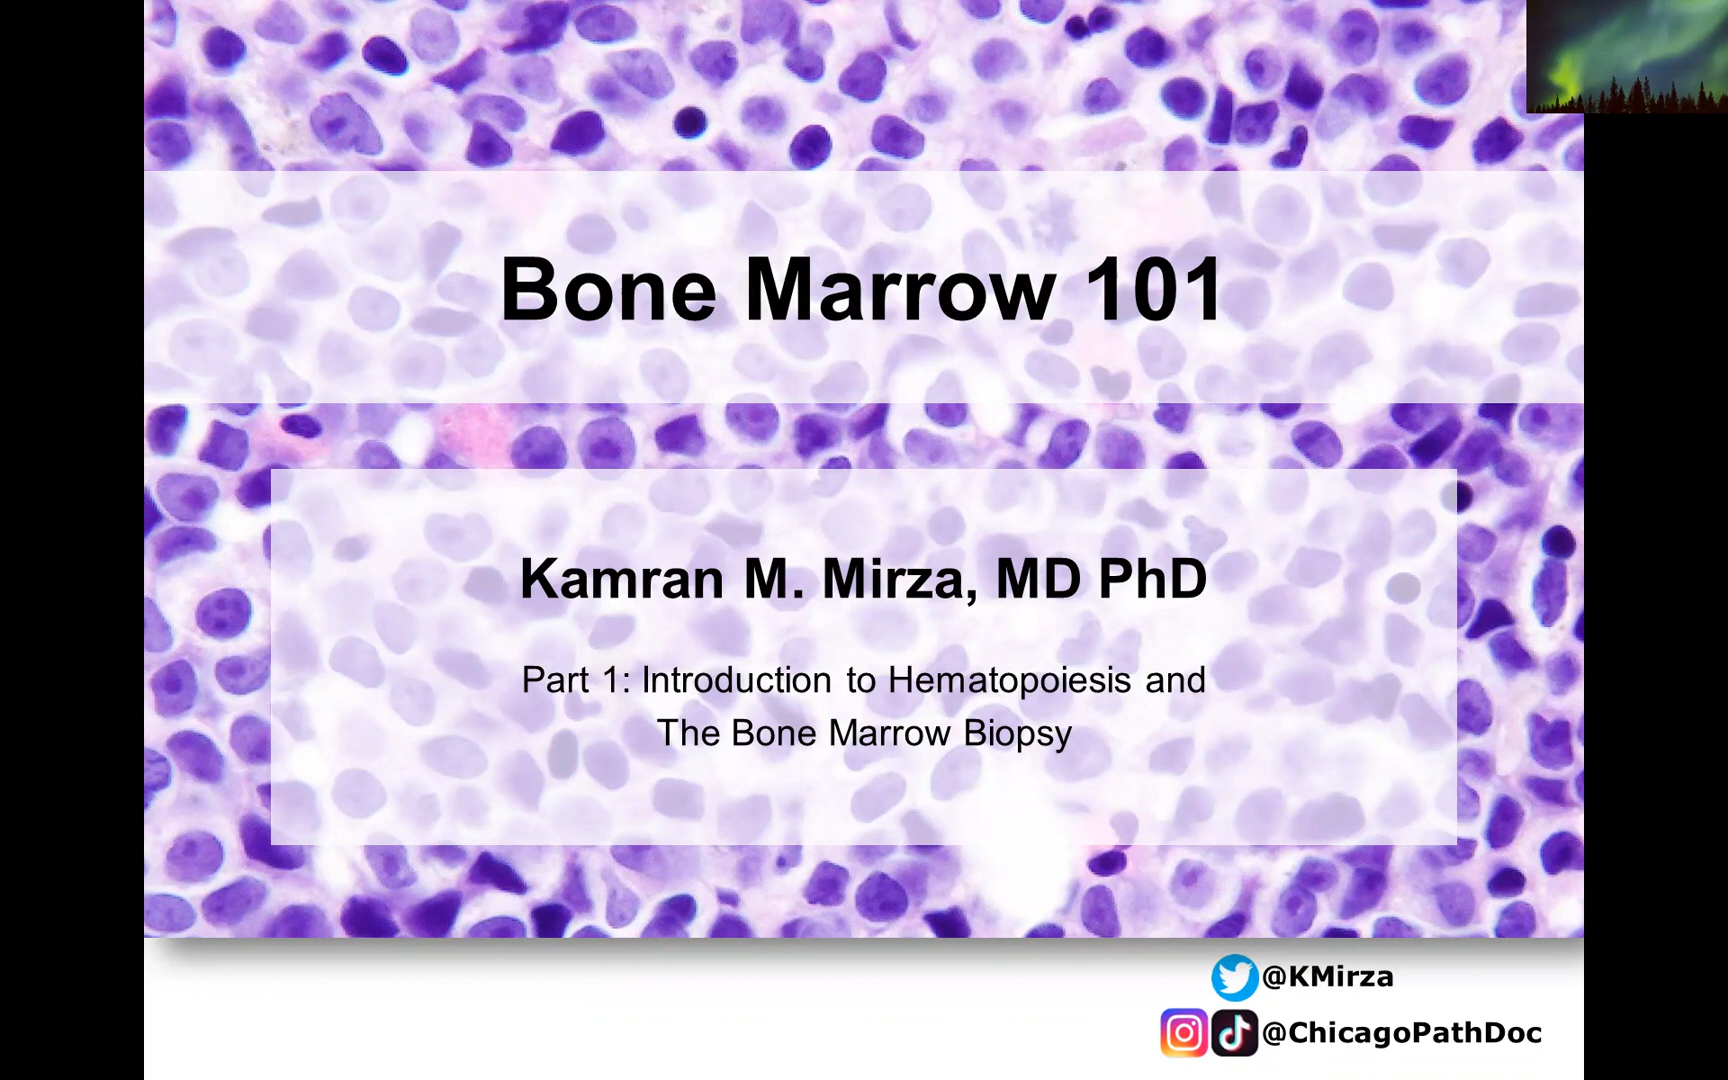 Bone Marrow 101
Kamran M. Mirza, MD PhD
Part 1: Introduction to Hematopoiesis and
The Bone Marrow Biopsy
@KMirza
@ChicagoPathDoc